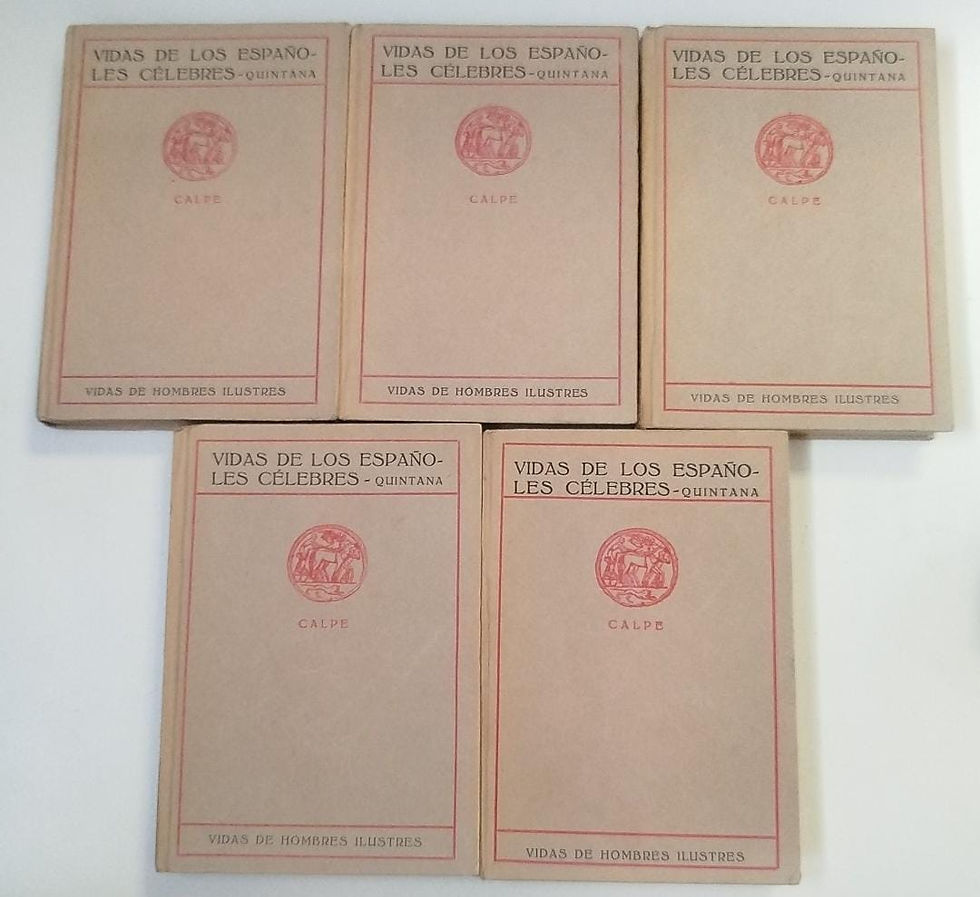 VIDAS DE LOS ESPAÑO-
LES CÉLEBRES-QUINTANA
CALPE
VIDAS DE HOMBRES ILUSTRES
VIDAS DE LOS ESPAÑO-
LES CÉLEBRES-QUINTANA
CALPE
VIDAS DE HOMBRES ILUSTRES
VIDAS DE LOS ESPAÑO-
LES CÉLEBRES-QUINTANA
CALPE
VIDAS DE HOMBRES ILUSTRES
VIDAS DE LOS ESPAÑO-
LES CÉLEBRES-QUINTANA
CALPE
VIDAS DE HOMBRES ILUSTRES
VIDAS DE LOS ESPAÑO-
LES CÉLEBRES-QUINTANA
CALPE
VIDAS DE HOMBRES ILUSTRES